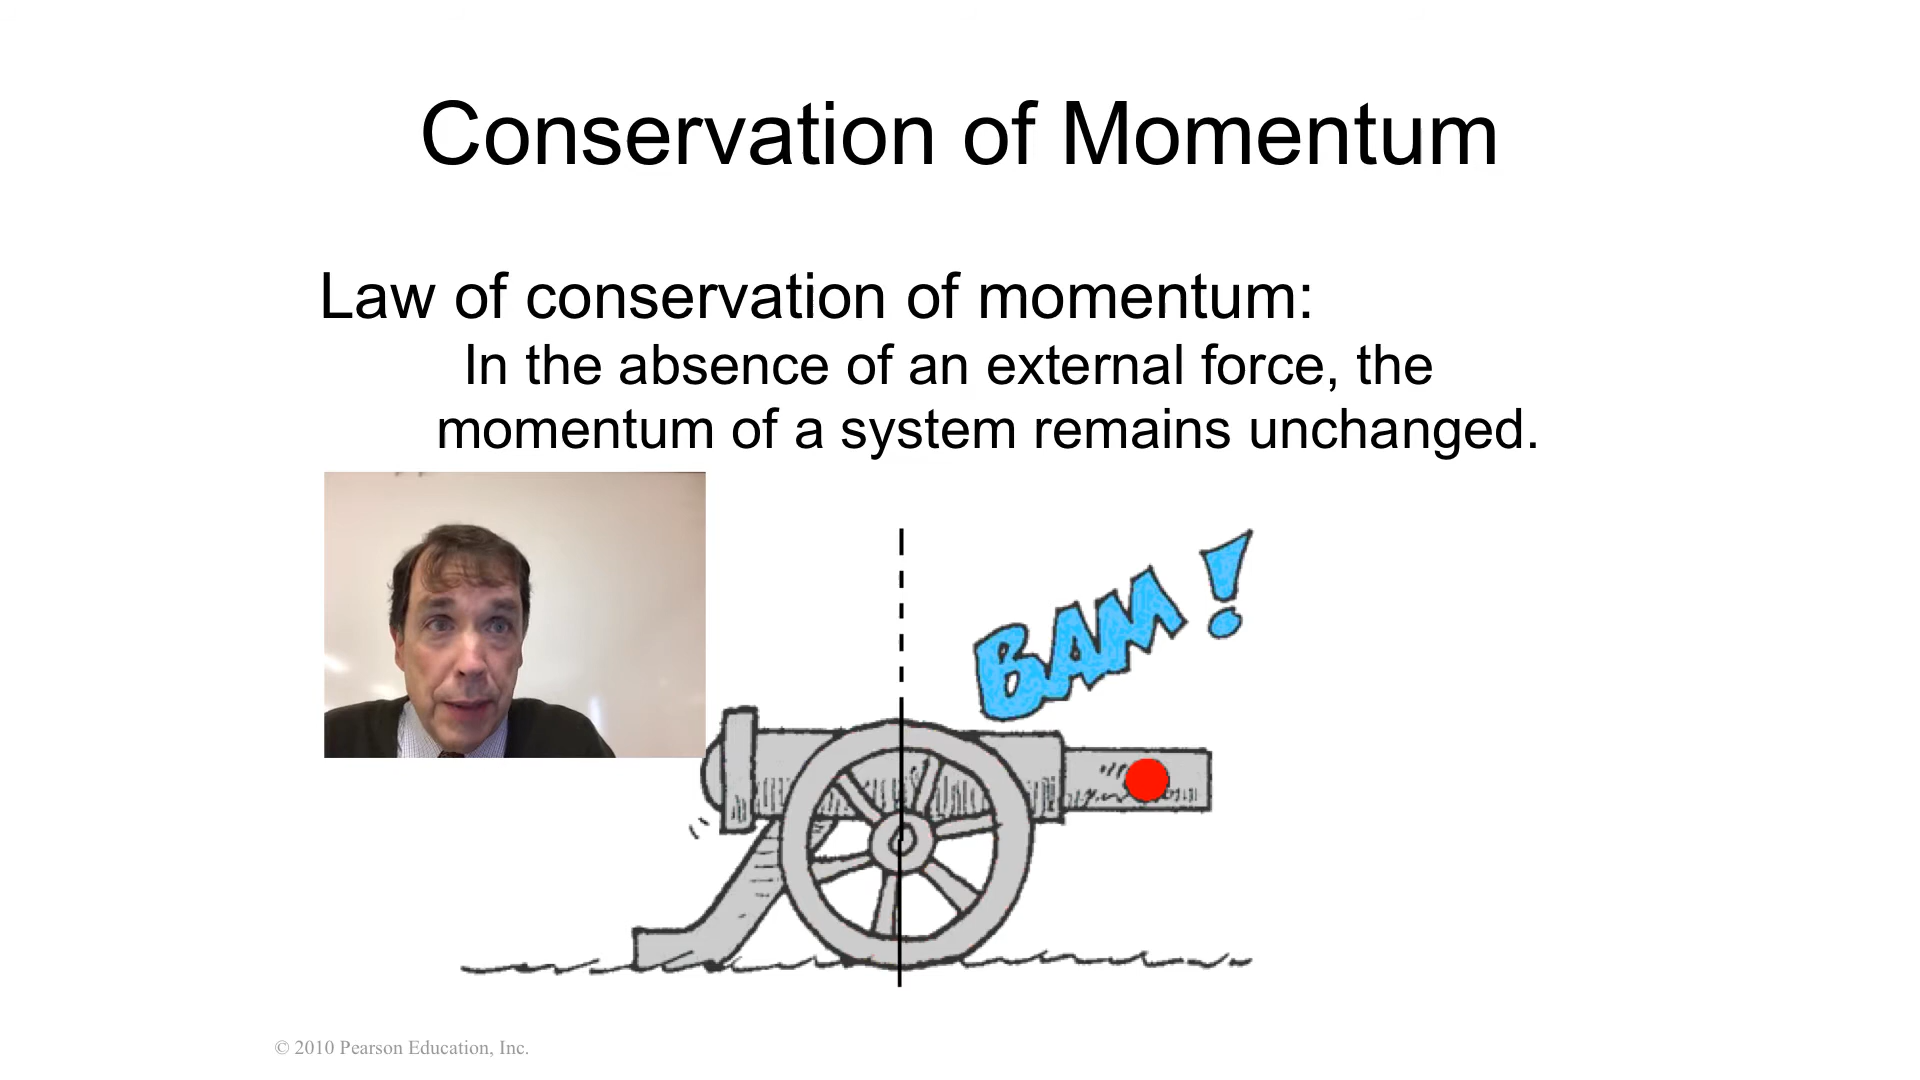 Conservation of Momentum
Law of conservation of momentum:
In the absence of an external force, the
momentum of a system remains unchanged.
BAM!
© 2010 Pearson Education, Inc.